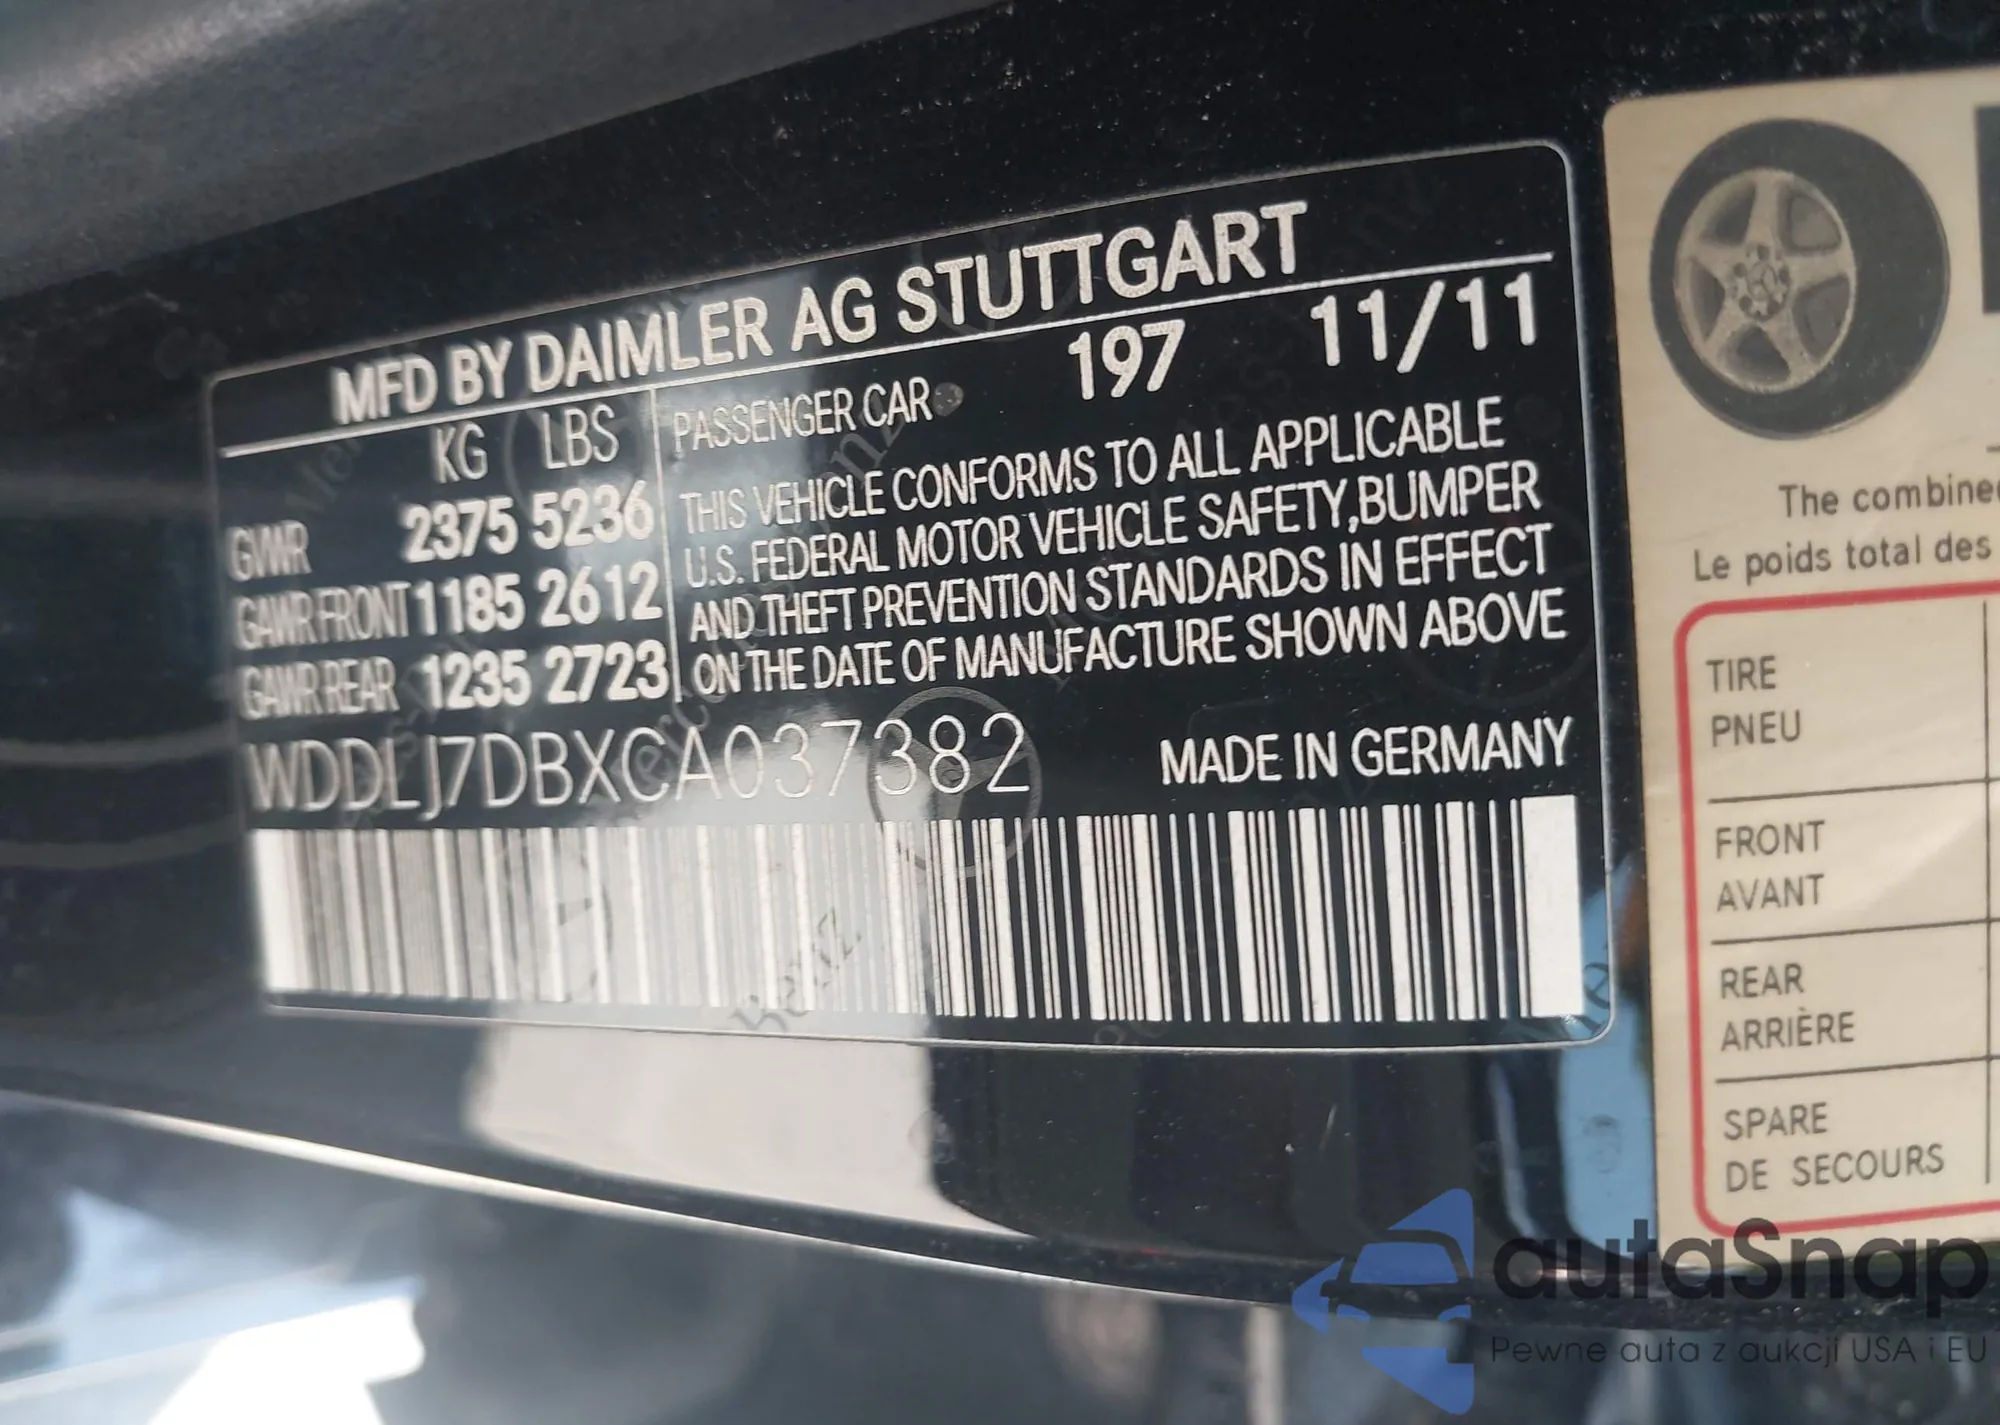 MFD BY DAIMLER AG STUTTGART
KG LBS
GVWR 2375 5236
GAWR FRONT 1185 2612
GAWR REAR 1235 2723
PASSENGER CAR 197 11/11
THIS VEHICLE CONFORMS TO ALL APPLICABLE
U.S. FEDERAL MOTOR VEHICLE SAFETY,BUMPER
AND THEFT PREVENTION STANDARDS IN EFFECT
ON THE DATE OF MANUFACTURE SHOWN ABOVE
WDDLJ7DBXCA037382
MADE IN GERMANY
The combine
Le poids total des
TIRE
PNEU
FRONT
AVANT
REAR
ARRIÈRE
SPARE
DE SECOURS
autaSnap
Pewne auta z aukcji USA i EU